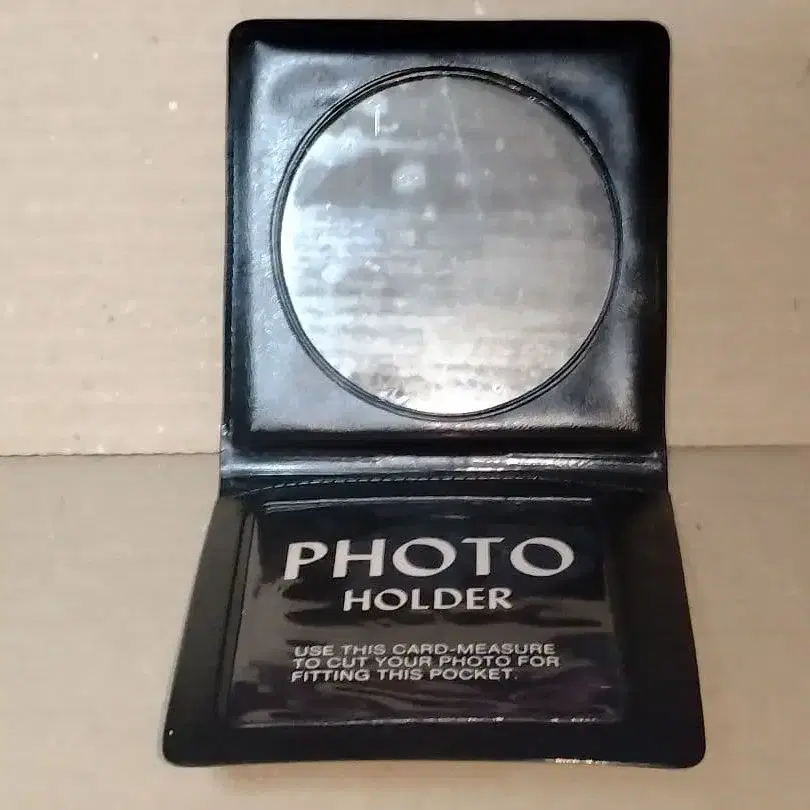 PHOTO
HOLDER
USE THIS CARD-MEASURE
TO CUT YOUR PHOTO FOR
FITTING THIS POCKET.